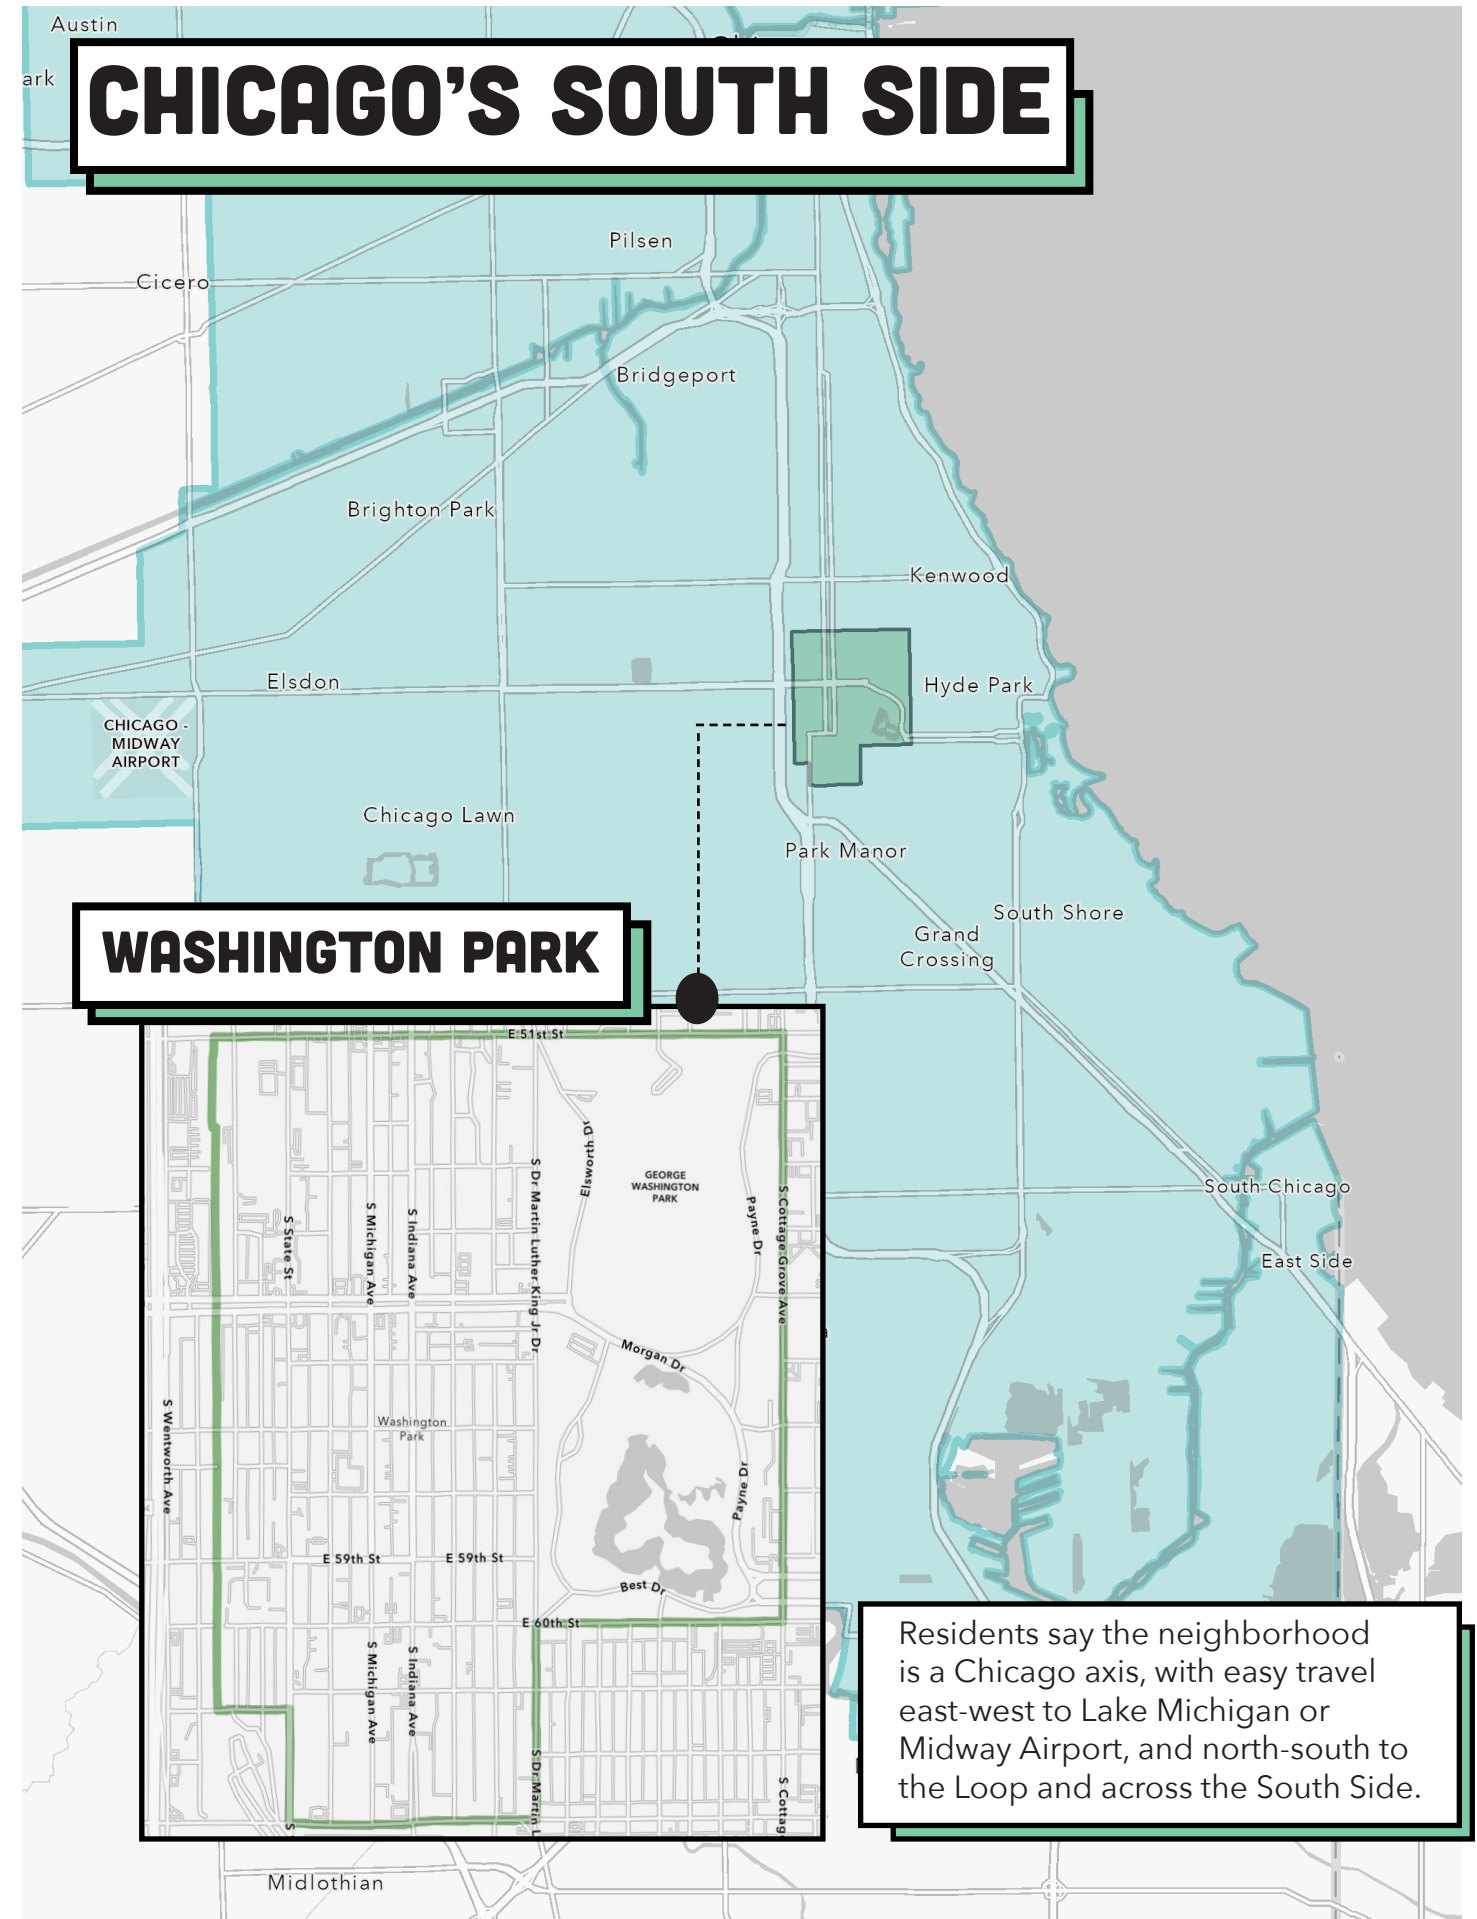 Austin
ark
CHICAGO'S SOUTH SIDE
Pilsen
Cicero
Bridgeport
Brighton Park
Kenwood
Elsdon
Hyde Park
CHICAGO -
MIDWAY
AIRPORT
Chicago Lawn
Park Manor
South Shore
Grand
Crossing
WASHINGTON PARK
E 51st St
Elsworth Dr
S Dr Martin Luther King Jr Dr
GEORGE
WASHINGTON
PARK
Payne Dr
S Cottage Grove Ave
S State St
S Michigan Ave
S Indiana Ave
South Chicago
East Side
Morgan Dr
S Wentworth Ave
Washington
Park
Payne Dr
E 59th St
E 59th St
Best Dr
E 60th St
S Michigan Ave
S Indiana Ave
S Dr Martin L
S Cottag
S
Residents say the neighborhood
is a Chicago axis, with easy travel
east-west to Lake Michigan or
Midway Airport, and north-south to
the Loop and across the South Side.
Midlothian